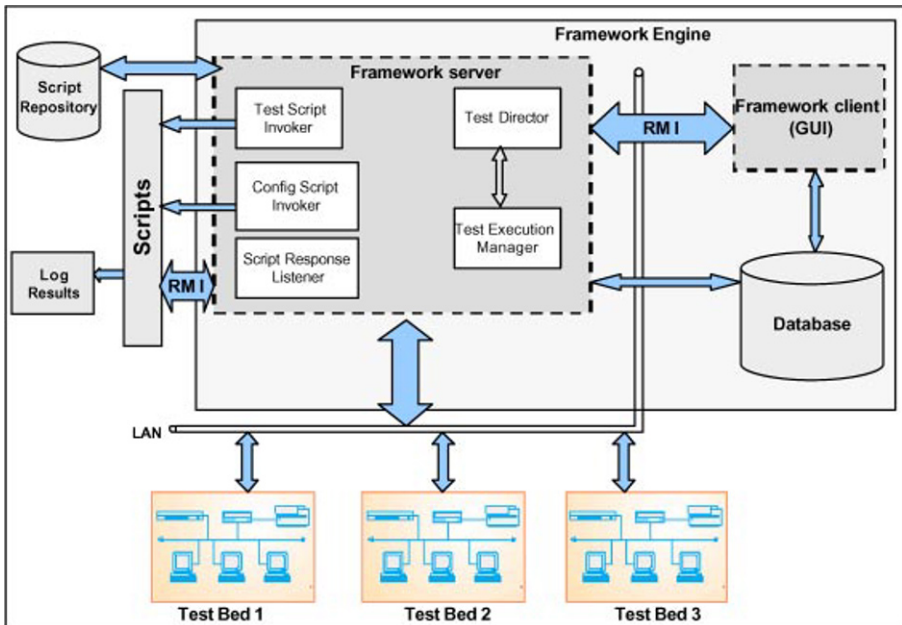 Framework Engine
Script
Repository
Framework server
Test Script
Invoker
Test Director
RM I
Framework client
(GUI)
Scripts
Config Script
Invoker
Test Execution
Manager
Script Response
Listener
Log
Results
RM I
Database
LAN
Test Bed 1
Test Bed 2
Test Bed 3